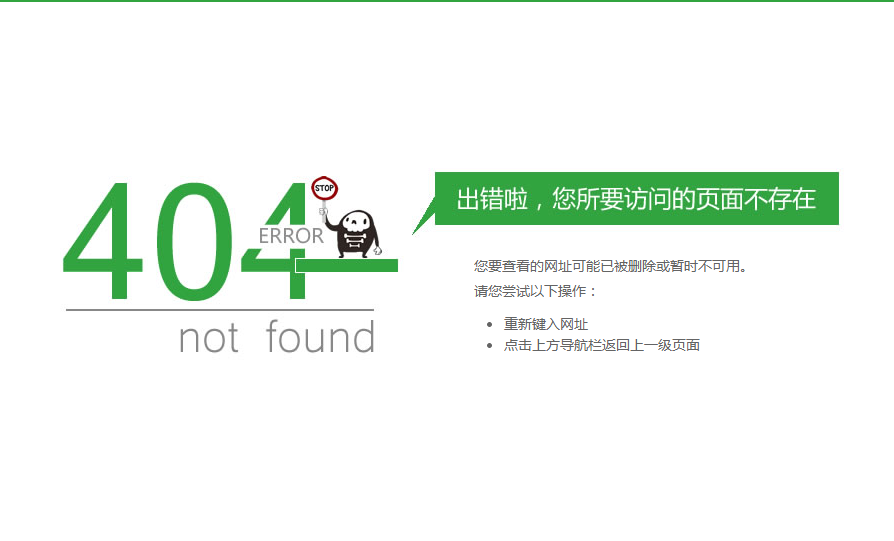 404
STOP
ERROR
not found
出错啦，您所要访问的页面不存在
您要查看的网址可能已被删除或暂时不可用。
请您尝试以下操作：
重新键入网址
点击上方导航栏返回上一级页面